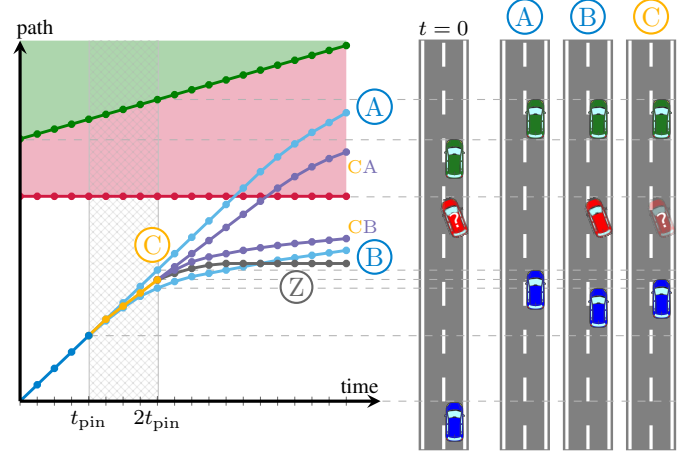 path
t = 0
A
B
C
A
CA
C
CB
B
Z
? ? ?
time
t_pin 2t_pin